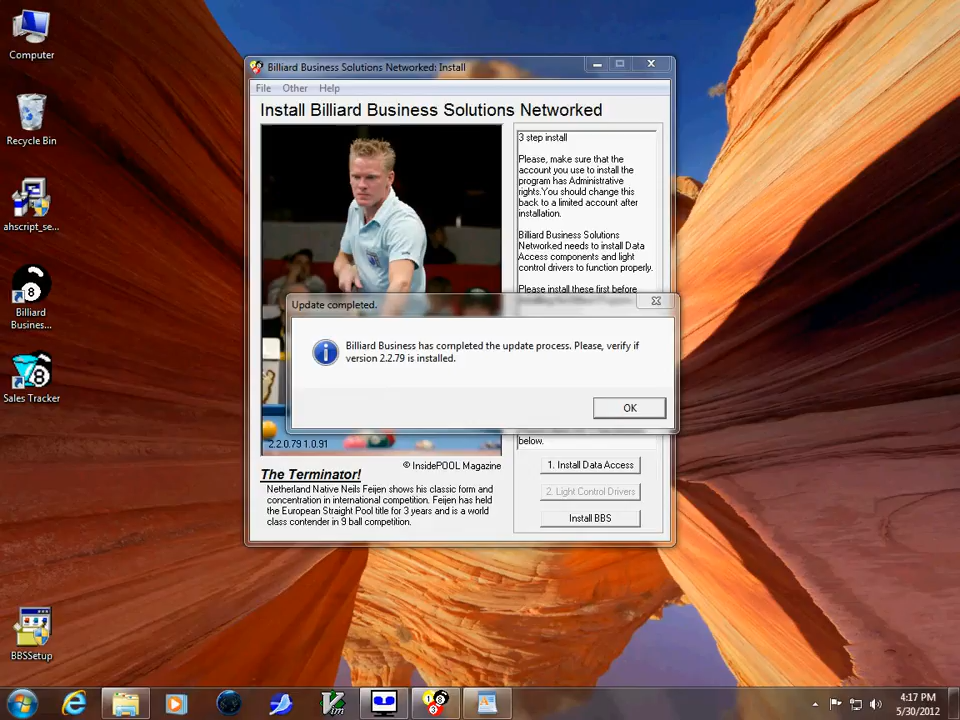 Computer
Recycle Bin
ahscript_se...
Billiard
Busines...
Sales Tracker
BBSSetup
Billiard Business Solutions Networked: Install
File Other Help
Install Billiard Business Solutions Networked
3 step install
Please, make sure that the
account you use to install the
program has Administrative
rights.You should change this
back to a limited account after
installation.
Billiard Business Solutions
Networked needs to install Data
Access components and light
control drivers to function properly.
Please install these first before
Update completed.
Billiard Business has completed the update process. Please, verify if
version 2.2.79 is installed.
OK
below.
2.2.0.79 1.0.91
© InsidePOOL Magazine
The Terminator!
Netherland Native Neils Feijen shows his classic form and
concentration in international competition. Feijen has held
the European Straight Pool title for 3 years and is a world
class contender in 9 ball competition.
1. Install Data Access
2. Light Control Drivers
Install BBS
4:17 PM
5/30/2012